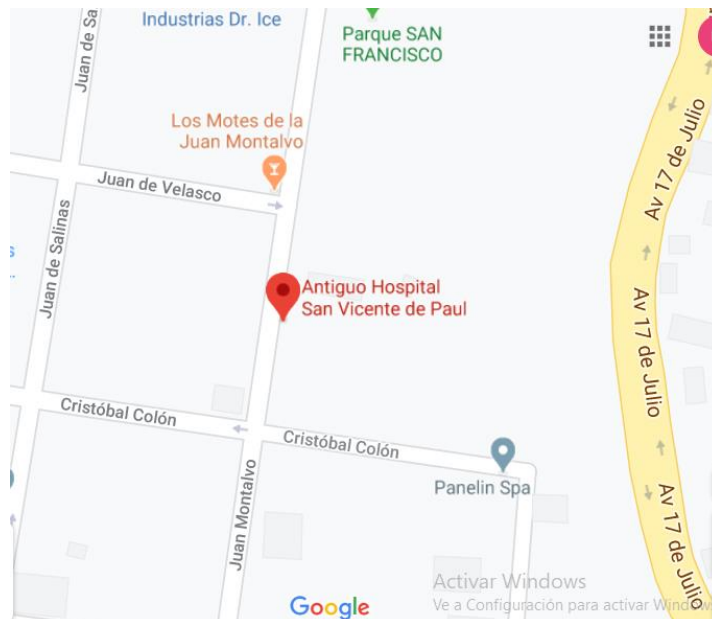 Juan de Sa
Industrias Dr. Ice
Parque SAN
FRANCISCO
Los Motes de la
Juan Montalvo
Av 17 de Julio
Juan de Velasco
Juan de Salinas
s
Antiguo Hospital
San Vicente de Paul
Av 17 de Julio
Cristóbal Colón
Cristóbal Colón
Panelin Spa
Juan Montalvo
Av 17 de Julio
Activar Windows
Ve a Configuración para activar Windows
Google